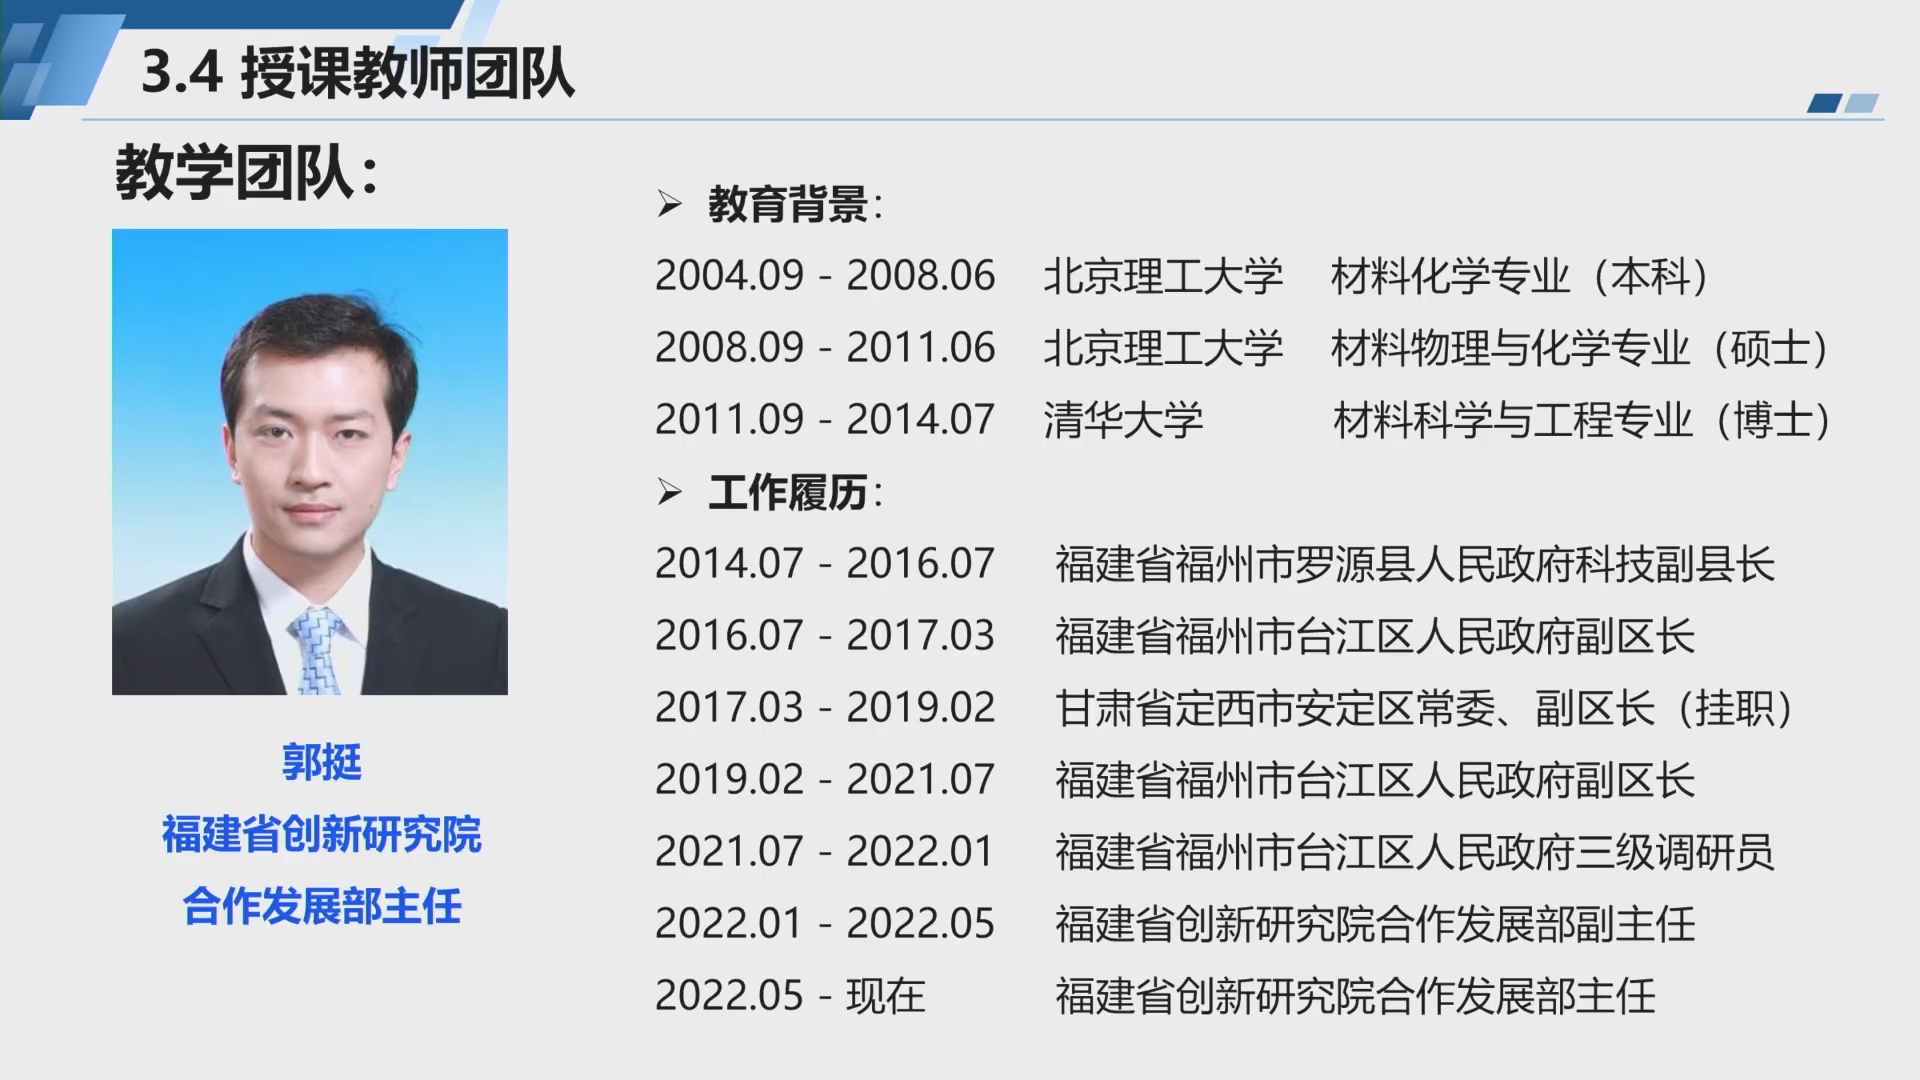 3.4 授课教师团队
教学团队：
郭挺
福建省创新研究院
合作发展部主任
➢ 教育背景：
2004.09 - 2008.06 北京理工大学 材料化学专业（本科）
2008.09 - 2011.06 北京理工大学 材料物理与化学专业（硕士）
2011.09 - 2014.07 清华大学 材料科学与工程专业（博士）
➢ 工作履历：
2014.07 - 2016.07 福建省福州市罗源县人民政府科技副县长
2016.07 - 2017.03 福建省福州市台江区人民政府副区长
2017.03 - 2019.02 甘肃省定西市安定区常委、副区长（挂职）
2019.02 - 2021.07 福建省福州市台江区人民政府副区长
2021.07 - 2022.01 福建省福州市台江区人民政府三级调研员
2022.01 - 2022.05 福建省创新研究院合作发展部副主任
2022.05 - 现在 福建省创新研究院合作发展部主任